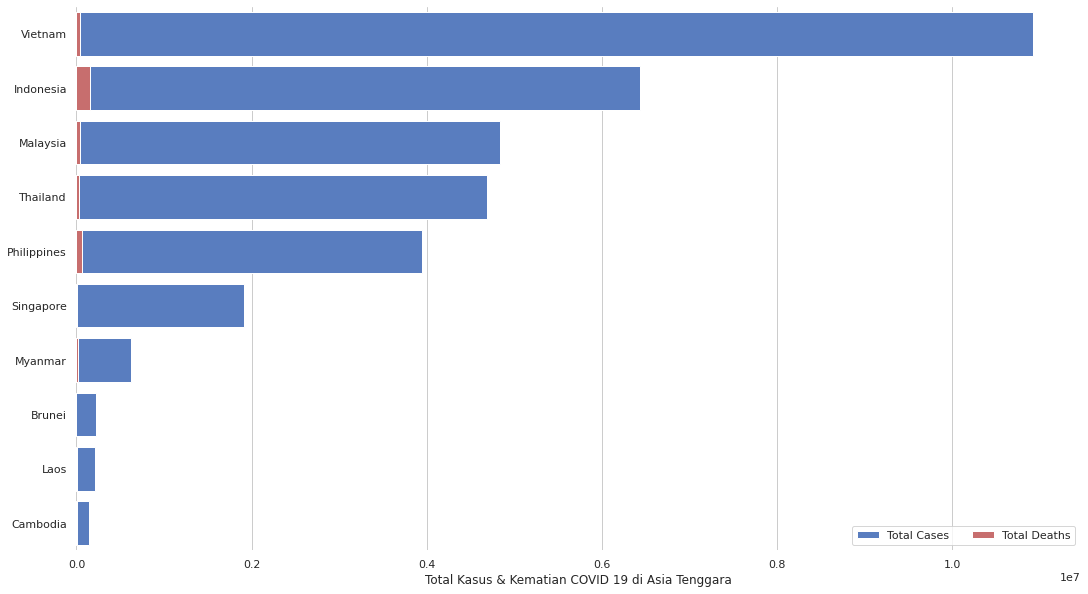 Vietnam
Indonesia
Malaysia
Thailand
Philippines
Singapore
Myanmar
Brunei
Laos
Cambodia
Total Cases Total Deaths
0.0 0.2 0.4 0.6 0.8 1.0
1e7
Total Kasus & Kematian COVID 19 di Asia Tenggara